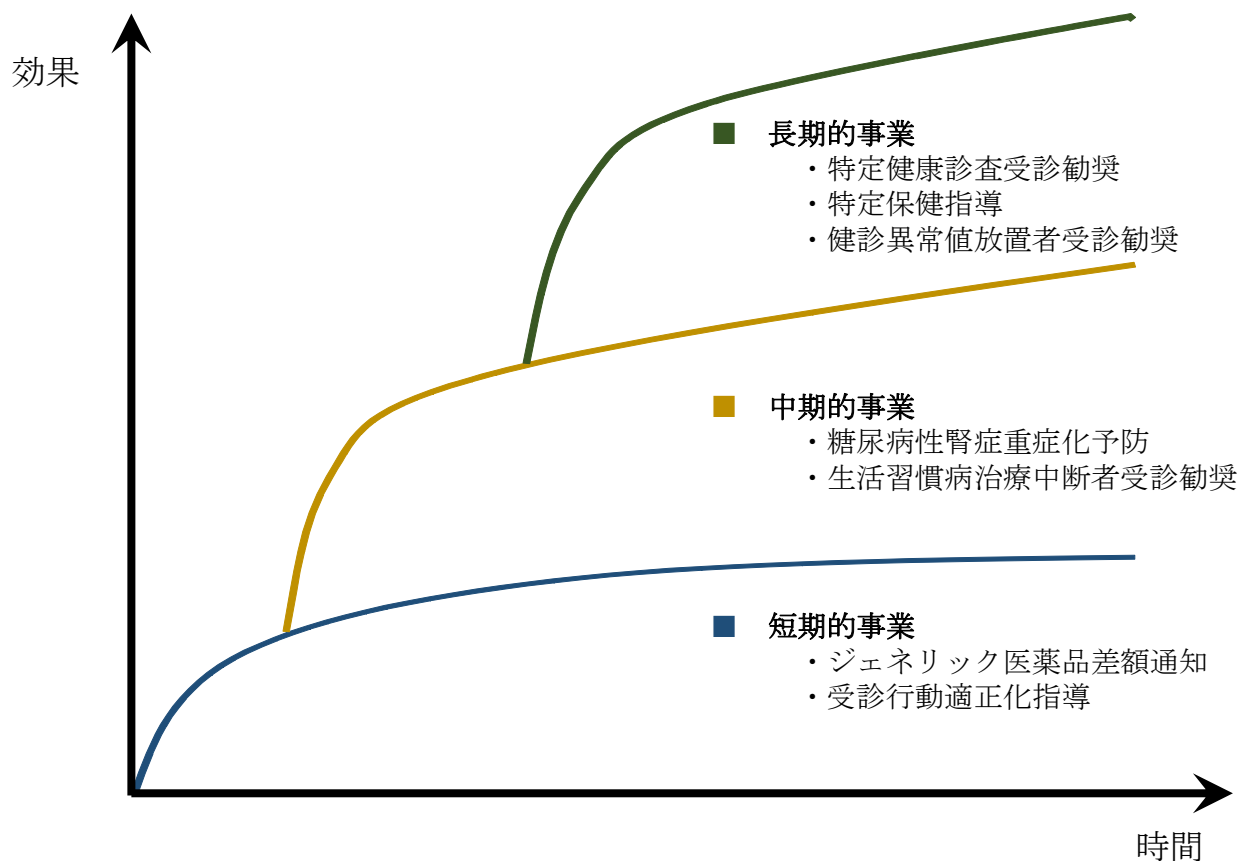 効果
■ 長期的事業
・特定健康診査受診勧奨
・特定保健指導
・健診異常値放置者受診勧奨
■ 中期的事業
・糖尿病性腎症重症化予防
・生活習慣病治療中断者受診勧奨
■ 短期的事業
・ジェネリック医薬品差額通知
・受診行動適正化指導
時間